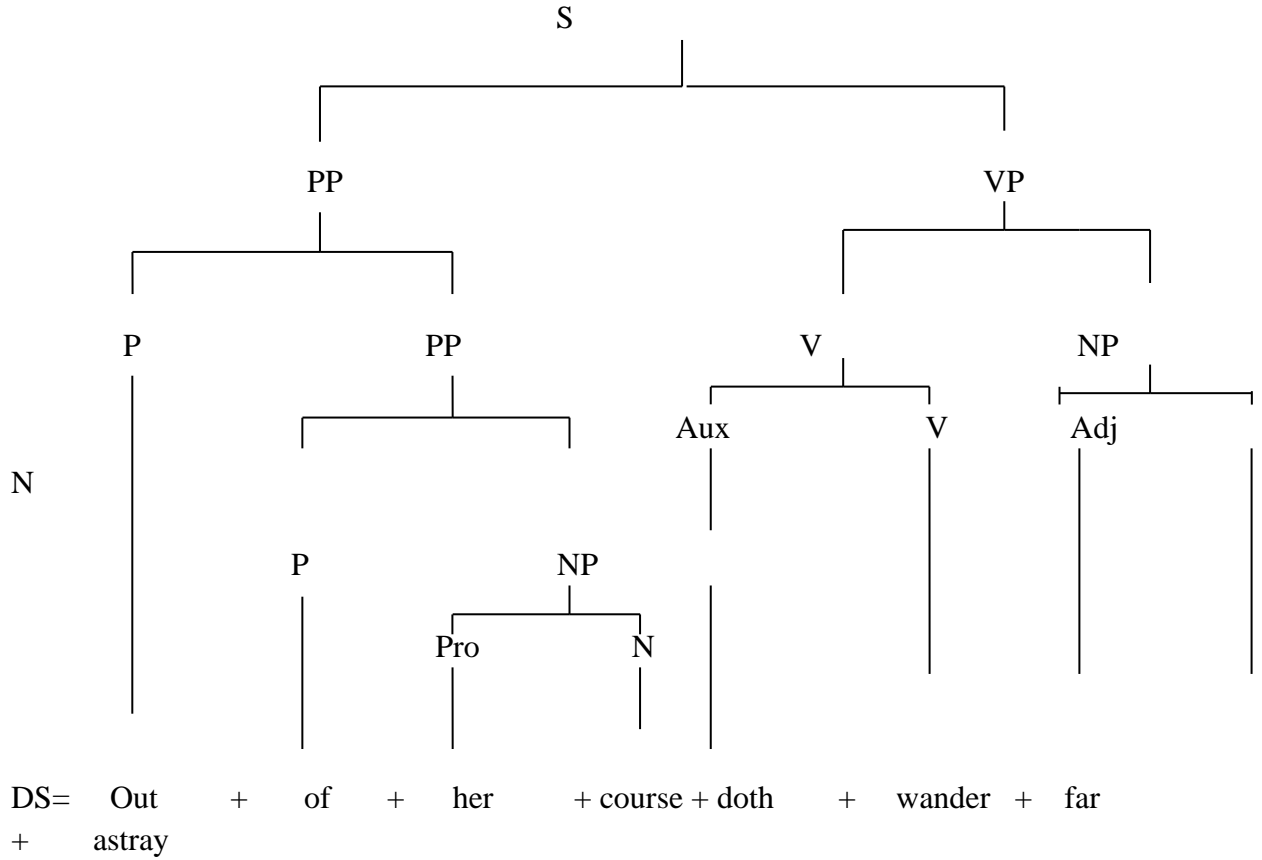 S
PP VP
P PP V NP
Aux V Adj
N
P NP
Pro N
DS= Out + of + her + course + doth + wander + far
+ astray